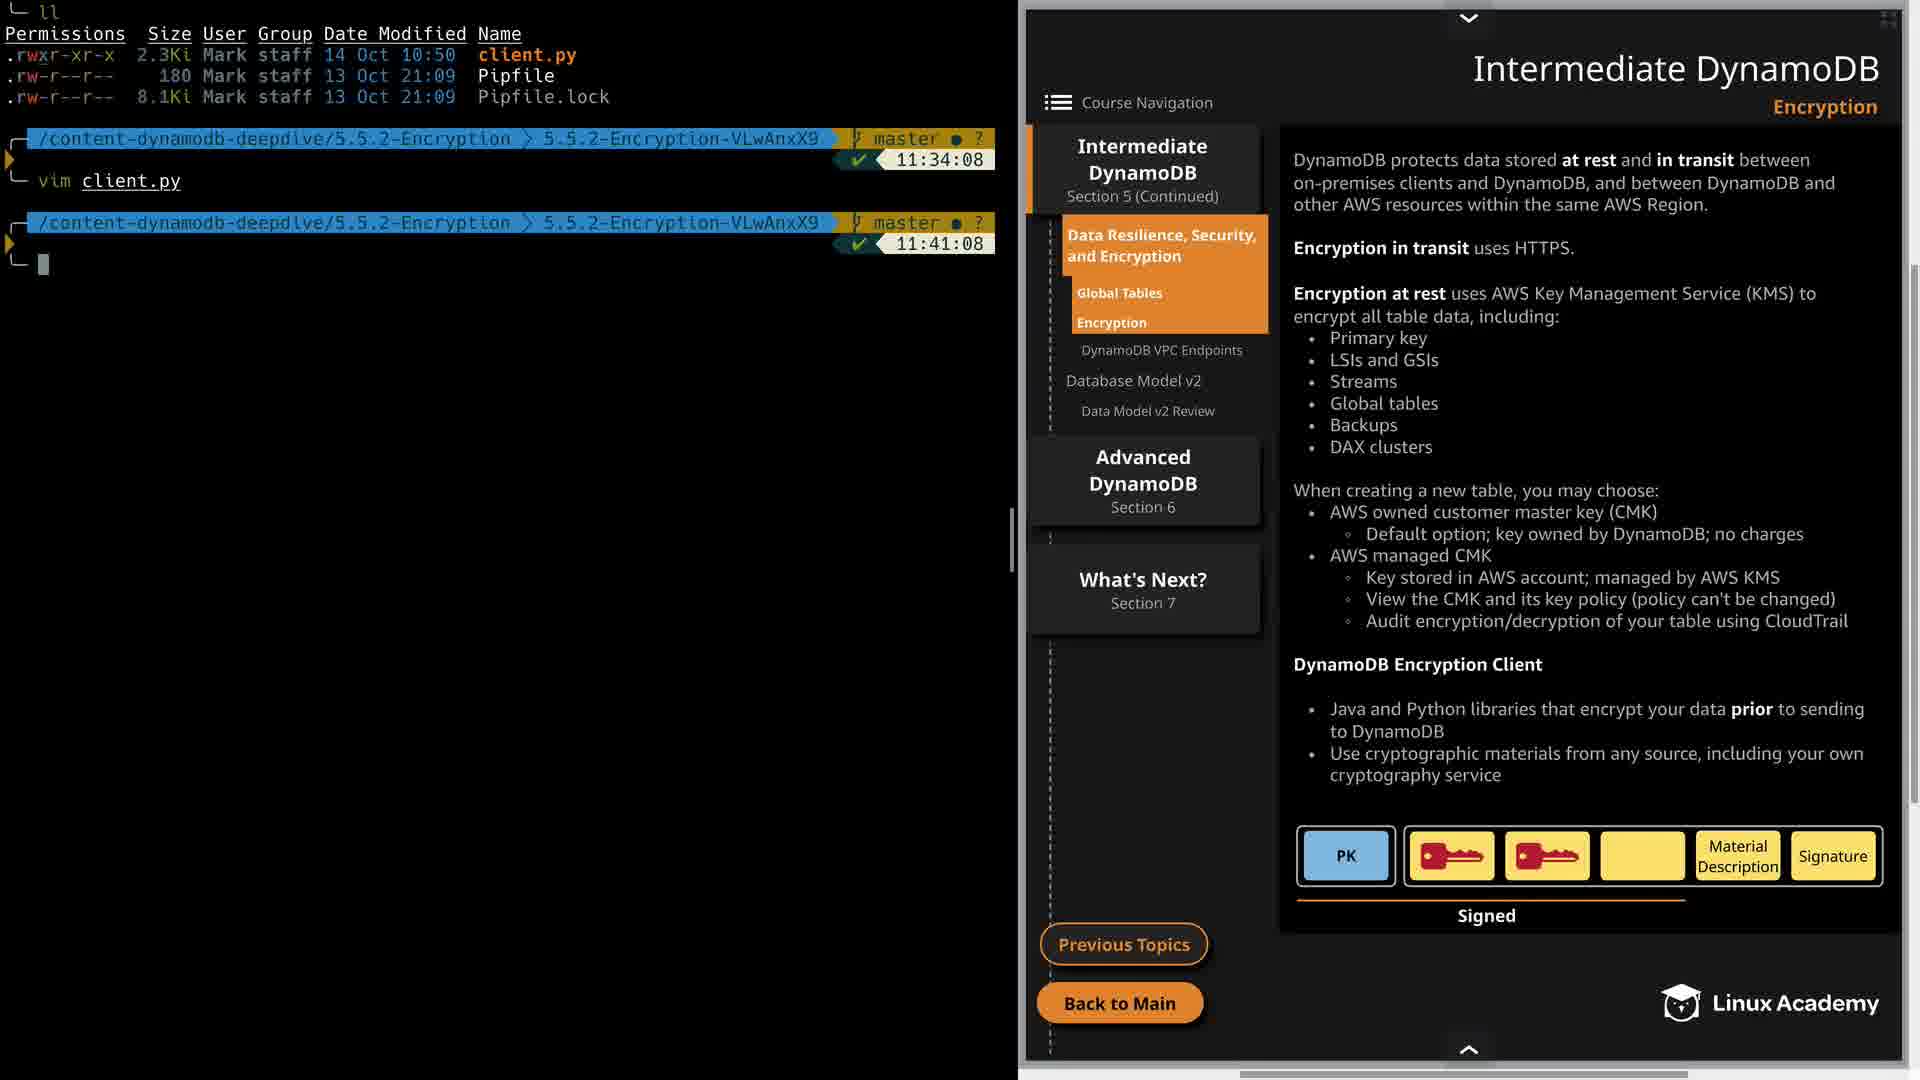 ll
Permissions Size User Group Date Modified Name
.rwxr-xr-x 2.3Ki Mark staff 14 Oct 10:50 client.py
.rw-r--r-- 180 Mark staff 13 Oct 21:09 Pipfile
.rw-r--r-- 8.1Ki Mark staff 13 Oct 21:09 Pipfile.lock
/content-dynamodb-deepdive/5.5.2-Encryption 5.5.2-Encryption-VLwAnxX9 master ● ?
✔ 11:34:08
vim client.py
/content-dynamodb-deepdive/5.5.2-Encryption 5.5.2-Encryption-VLwAnxX9 master ● ?
✔ 11:41:08
Intermediate DynamoDB
Encryption
Course Navigation
Intermediate
DynamoDB
Section 5 (Continued)
Data Resilience, Security,
and Encryption
Global Tables
Encryption
DynamoDB VPC Endpoints
Database Model v2
Data Model v2 Review
Advanced
DynamoDB
Section 6
What's Next?
Section 7
Previous Topics
Back to Main
DynamoDB protects data stored at rest and in transit between
on-premises clients and DynamoDB, and between DynamoDB and
other AWS resources within the same AWS Region.
Encryption in transit uses HTTPS.
Encryption at rest uses AWS Key Management Service (KMS) to
encrypt all table data, including:
• Primary key
• LSIs and GSIs
• Streams
• Global tables
• Backups
• DAX clusters
When creating a new table, you may choose:
• AWS owned customer master key (CMK)
◦ Default option; key owned by DynamoDB; no charges
• AWS managed CMK
◦ Key stored in AWS account; managed by AWS KMS
◦ View the CMK and its key policy (policy can't be changed)
◦ Audit encryption/decryption of your table using CloudTrail
DynamoDB Encryption Client
• Java and Python libraries that encrypt your data prior to sending
to DynamoDB
• Use cryptographic materials from any source, including your own
cryptography service
PK
Material
Description
Signature
Signed
Linux Academy